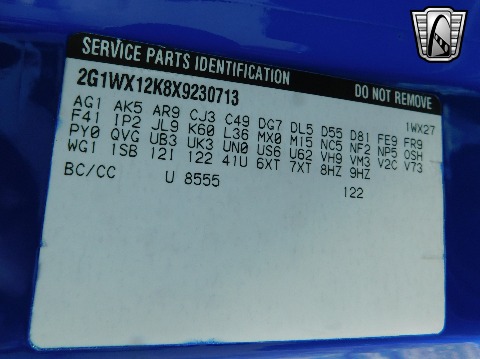 SERVICE PARTS IDENTIFICATION DO NOT REMOVE
2G1WX12K8X9230713 1WX27
AG1 AK5 AR9 CJ3 C49 DG7 DL5 D55 D81 FE9 FR9
F41 IP2 JL9 K60 L36 MX0 M15 NC5 NF2 NP5 OSH
PY0 QVG UB3 UK3 UN0 US6 U62 VH9 VM3 V2C V73
WG1 1SB 12I 122 41U 6XT 7XT 8HZ 9HZ
BC/CC U 8555 122